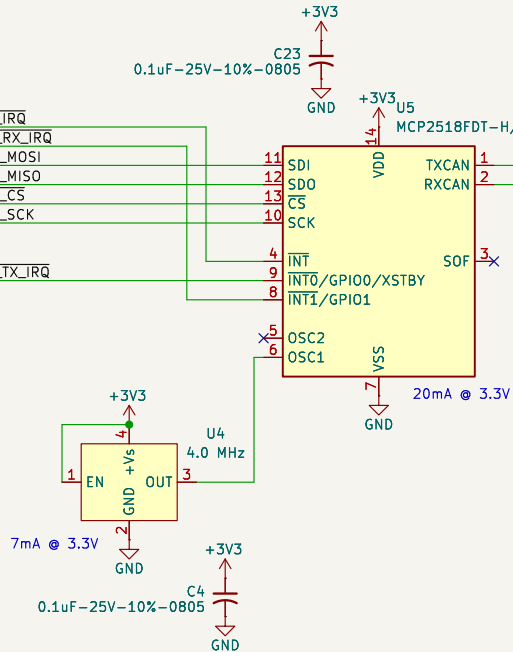 +3V3
C23
0.1uF-25V-10%-0805
GND
+3V3
U5
MCP2518FDT-H/
14
VDD
_IRQ
_RX_IRQ
_MOSI
_MISO
_CS
_SCK
_TX_IRQ
11 SDI
12 SDO
13 CS
10 SCK
4 INT
9 INT0/GPIO0/XSTBY
8 INT1/GPIO1
5 OSC2
6 OSC1
TXCAN 1
RXCAN 2
SOF 3
VSS
7
GND
20mA @ 3.3V
+3V3
4
U4
4.0 MHz
+Vs
1 EN
OUT 3
GND
2
GND
7mA @ 3.3V
+3V3
C4
0.1uF-25V-10%-0805
GND